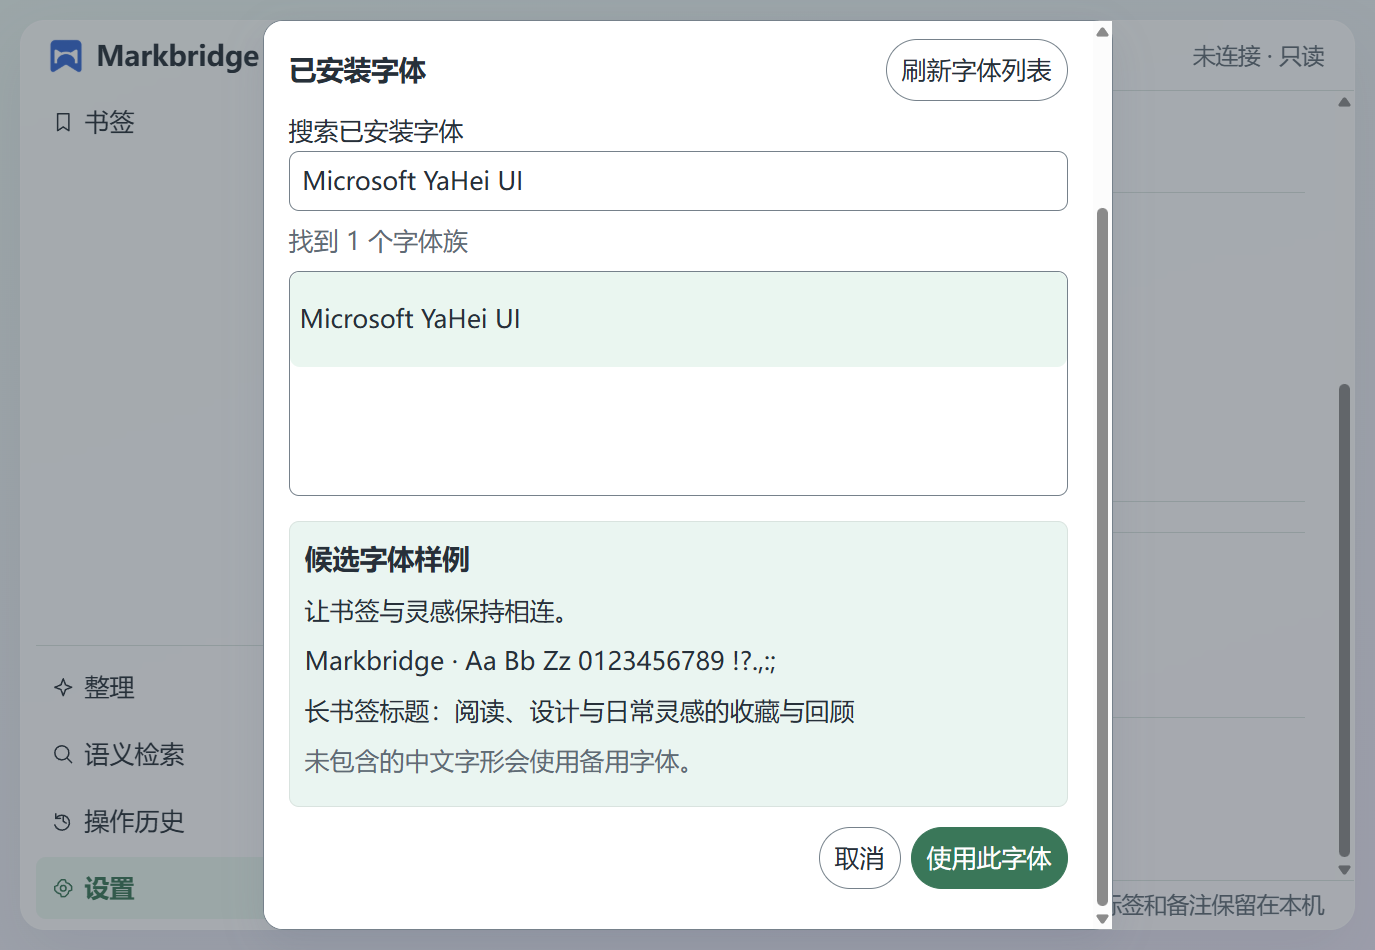 Markbridge
未连接 · 只读
书签
整理
语义检索
操作历史
设置
已安装字体
刷新字体列表
搜索已安装字体
Microsoft YaHei UI
找到 1 个字体族
Microsoft YaHei UI
候选字体样例
让书签与灵感保持相连。
Markbridge · Aa Bb Zz 0123456789 !?.,:;
长书签标题：阅读、设计与日常灵感的收藏与回顾
未包含的中文字形会使用备用字体。
取消
使用此字体
签和备注保留在本机